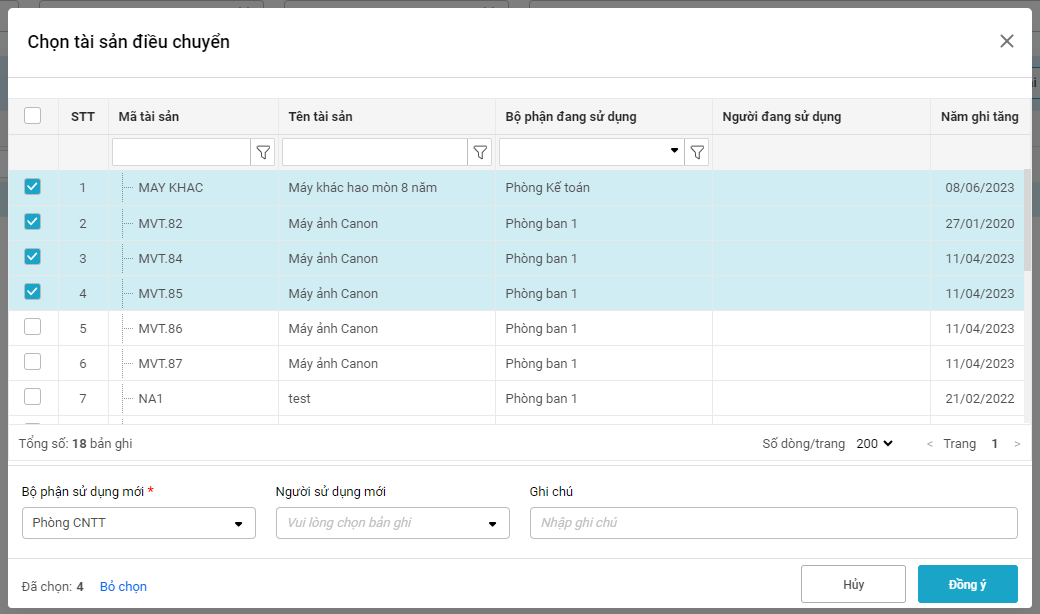 Chọn tài sản điều chuyển
STT Mã tài sản Tên tài sản Bộ phận đang sử dụng Người đang sử dụng Năm ghi tăng
1 MAY KHAC Máy khác hao mòn 8 năm Phòng Kế toán 08/06/2023
2 MVT.82 Máy ảnh Canon Phòng ban 1 27/01/2020
3 MVT.84 Máy ảnh Canon Phòng ban 1 11/04/2023
4 MVT.85 Máy ảnh Canon Phòng ban 1 11/04/2023
5 MVT.86 Máy ảnh Canon Phòng ban 1 11/04/2023
6 MVT.87 Máy ảnh Canon Phòng ban 1 11/04/2023
7 NA1 test Phòng ban 1 21/02/2022
Tổng số: 18 bản ghi Số dòng/trang 200 < Trang 1 >
Bộ phận sử dụng mới * Người sử dụng mới Ghi chú
Phòng CNTT Vui lòng chọn bản ghi Nhập ghi chú
Đã chọn: 4 Bỏ chọn Hủy Đồng ý